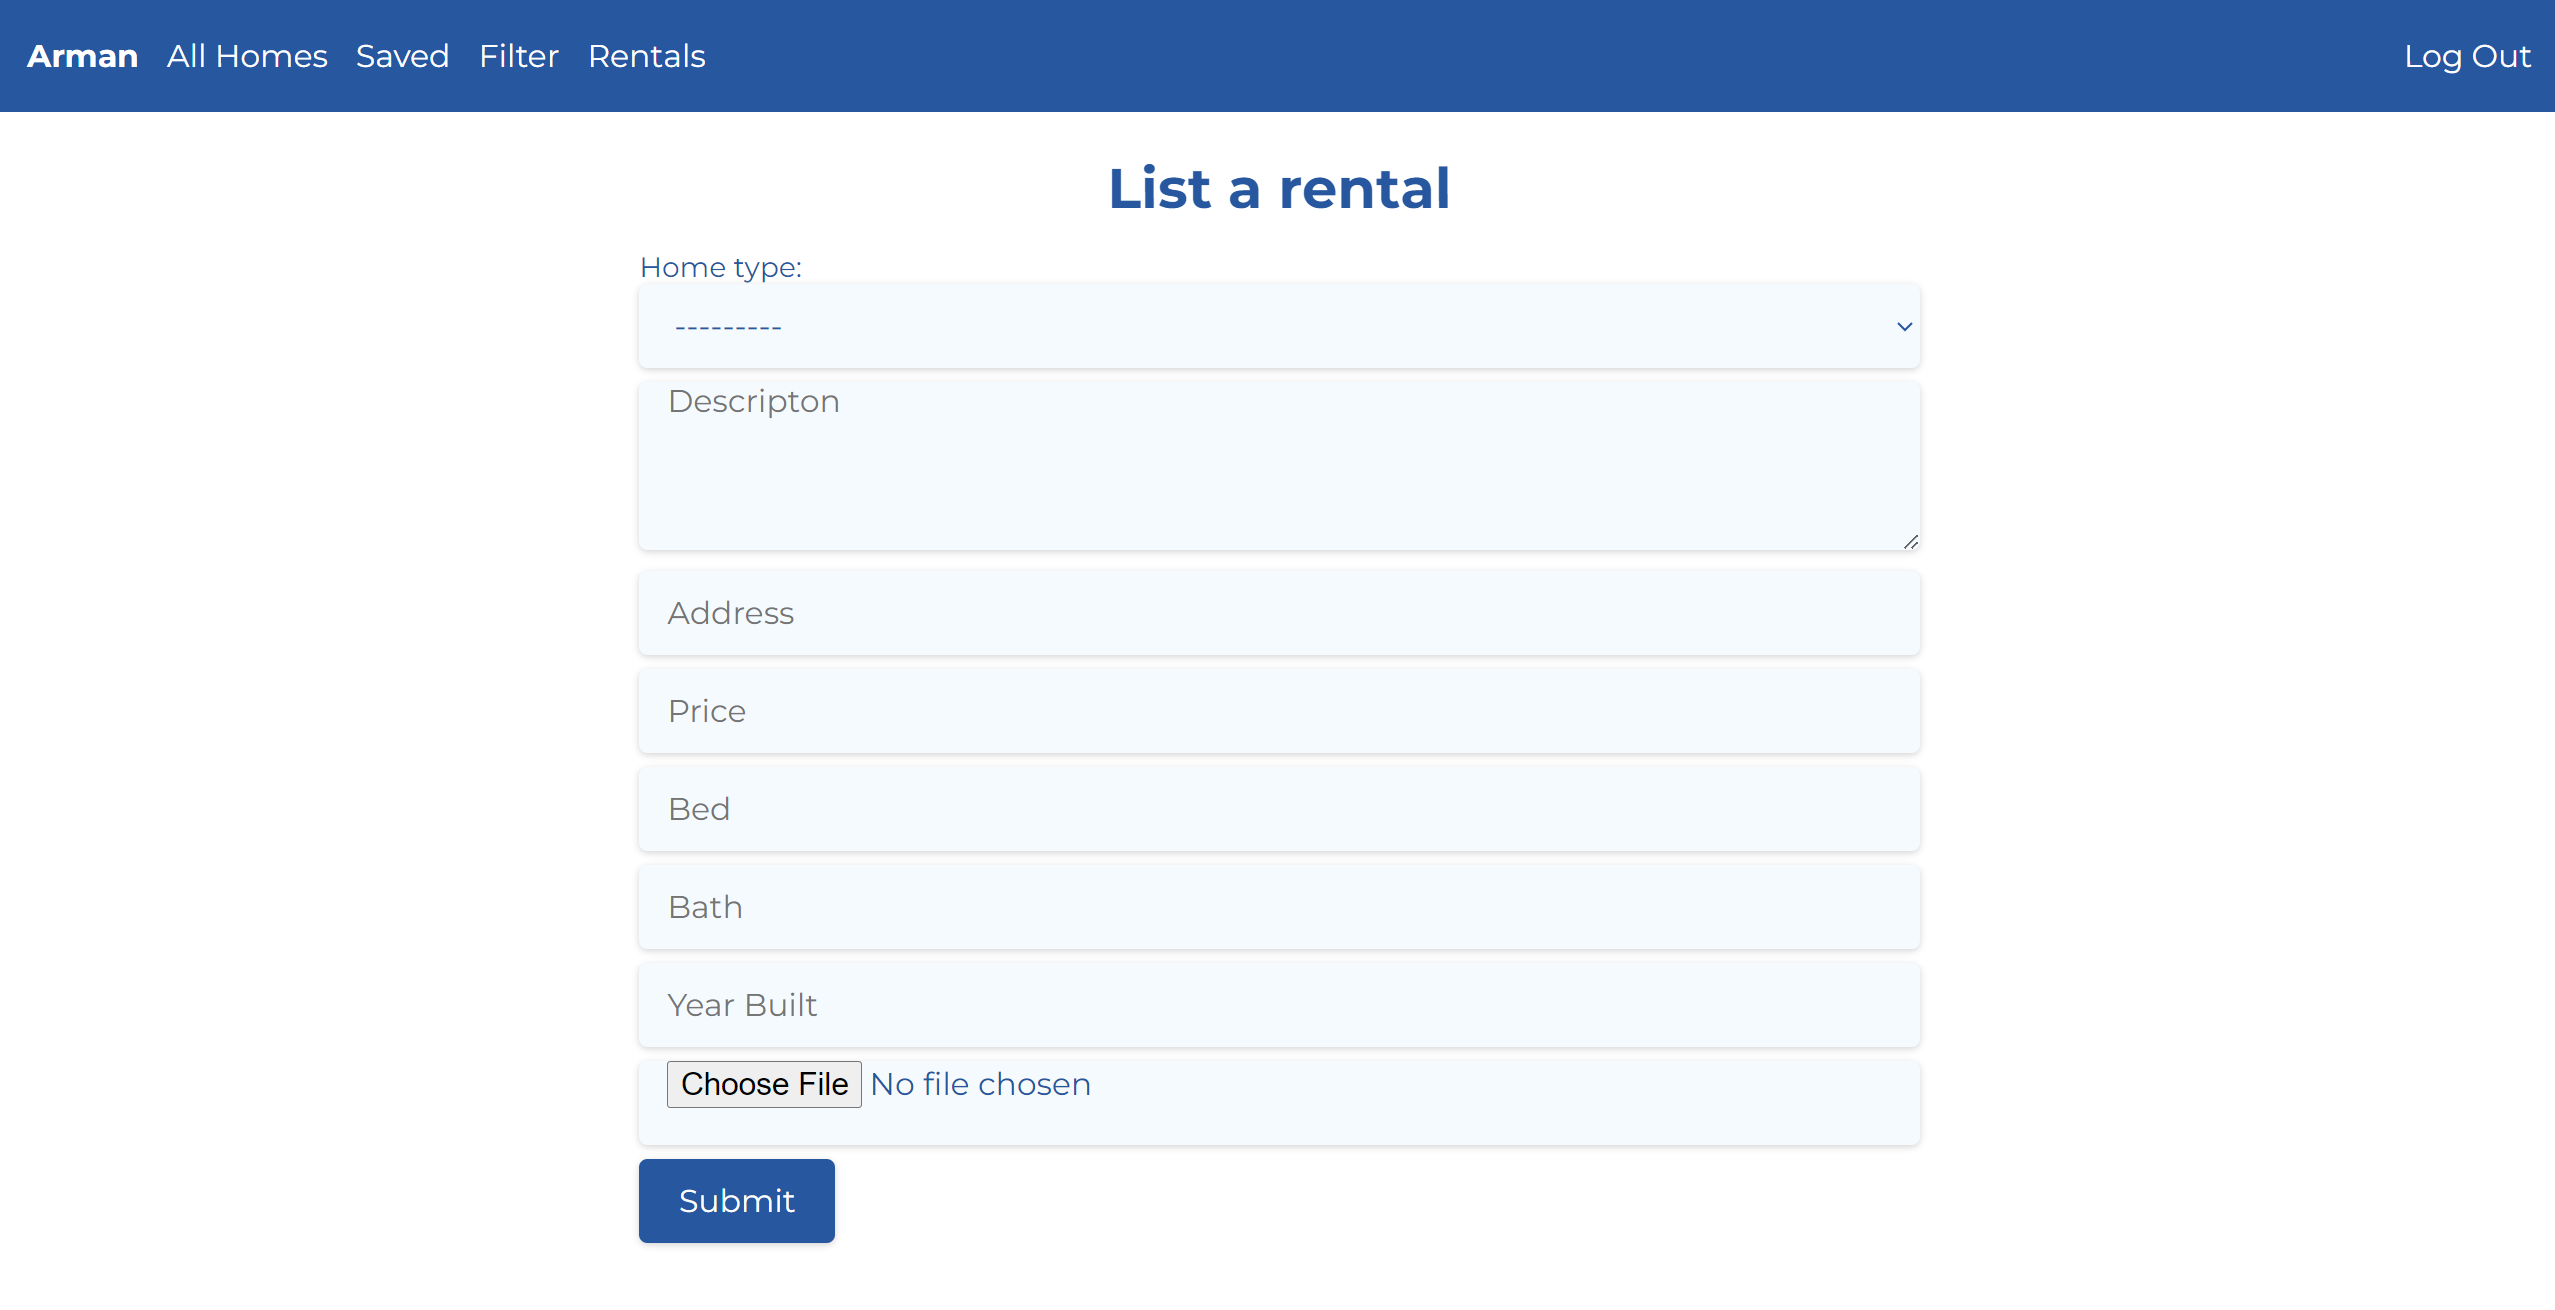 Arman All Homes Saved Filter Rentals Log Out
List a rental
Home type:
---------
Descripton
Address
Price
Bed
Bath
Year Built
Choose File No file chosen
Submit